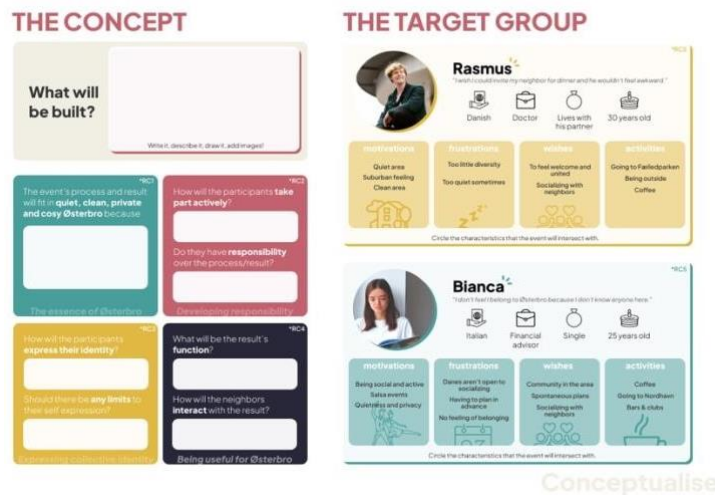 THE CONCEPT
What will
be built?
Write it, describe it, draw it, add images!
*RC1
The event's process and result
will fit in quiet, clean, private
and cosy Østerbro because
The essence of Østerbro
*RC2
How will the participants take
part actively?
Do they have responsibility
over the process/result?
Developing responsibility
*RC3
How will the participants
express their identity?
Should there be any limits to
their self expression?
Expressing collective identity
*RC4
What will be the result's
function?
How will the neighbors
interact with the result?
Being useful for Østerbro
THE TARGET GROUP
*RC5
Rasmus
"I wish I could invite my neighbor for dinner and he wouldn't feel awkward."
Danish
Doctor
Lives with
his partner
30 years old
motivations
Quiet area
Suburban feeling
Clean area
frustrations
Too little diversity
Too quiet sometimes
wishes
To feel welcome and
united
Socializing with
neighbors
activities
Going to Fælledparken
Being outside
Coffee
Circle the characteristics that the event will intersect with.
*RC5
Bianca
"I don't feel I belong to Østerbro because I don't know anyone here."
Italian
Financial
advisor
Single
25 years old
motivations
Being social and active
Salsa events
Quietness and privacy
frustrations
Danes aren't open to
socializing
Having to plan in
advance
No feeling of belonging
wishes
Community in the area
Spontaneous plans
Socializing with
neighbors
activities
Coffee
Going to Nordhavn
Bars & clubs
Circle the characteristics that the event will intersect with.
Conceptualise